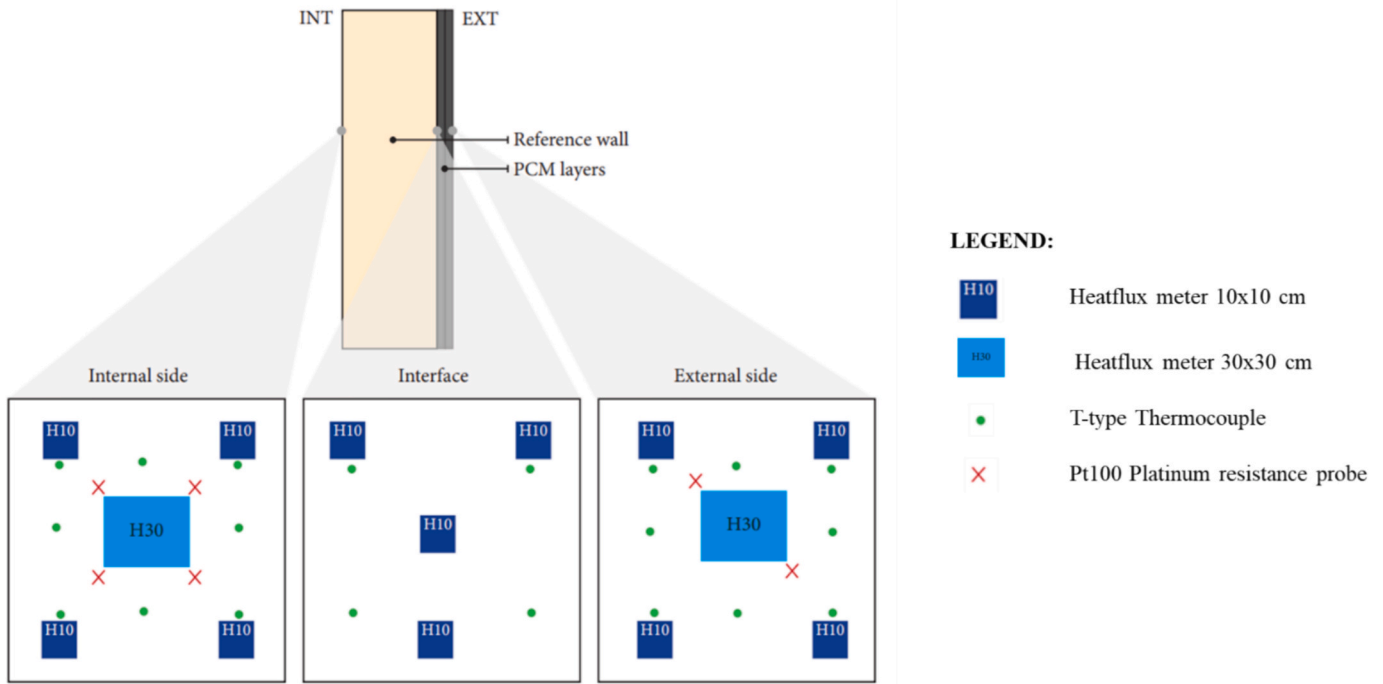 INT
EXT
Reference wall
PCM layers
LEGEND:
H10
Heatflux meter 10x10 cm
H30
Heatflux meter 30x30 cm
T-type Thermocouple
Pt100 Platinum resistance probe
Internal side
Interface
External side
H10 H10
H30
H10 H10
H10 H10
H10
H10
H10 H10
H30
H10 H10